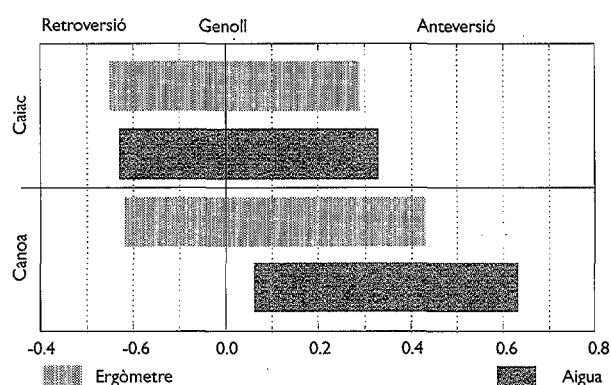 Retroversió Genoll Anteversió
Caiac
Canoa
-0.4 -0.6 0.0 0.2 0.4 0.6 0.8
Ergòmetre Aigua